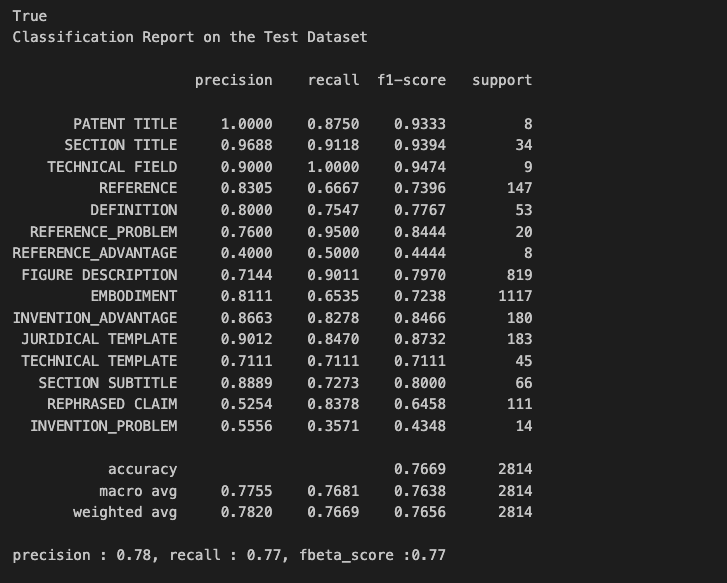 True
Classification Report on the Test Dataset
precision recall f1-score support
PATENT TITLE 1.0000 0.8750 0.9333 8
SECTION TITLE 0.9688 0.9118 0.9394 34
TECHNICAL FIELD 0.9000 1.0000 0.9474 9
REFERENCE 0.8305 0.6667 0.7396 147
DEFINITION 0.8000 0.7547 0.7767 53
REFERENCE_PROBLEM 0.7600 0.9500 0.8444 20
REFERENCE_ADVANTAGE 0.4000 0.5000 0.4444 8
FIGURE DESCRIPTION 0.7144 0.9011 0.7970 819
EMBODIMENT 0.8111 0.6535 0.7238 1117
INVENTION_ADVANTAGE 0.8663 0.8278 0.8466 180
JURIDICAL TEMPLATE 0.9012 0.8470 0.8732 183
TECHNICAL TEMPLATE 0.7111 0.7111 0.7111 45
SECTION SUBTITLE 0.8889 0.7273 0.8000 66
REPHRASED CLAIM 0.5254 0.8378 0.6458 111
INVENTION_PROBLEM 0.5556 0.3571 0.4348 14
accuracy 0.7669 2814
macro avg 0.7755 0.7681 0.7638 2814
weighted avg 0.7820 0.7669 0.7656 2814
precision : 0.78, recall : 0.77, fbeta_score :0.77